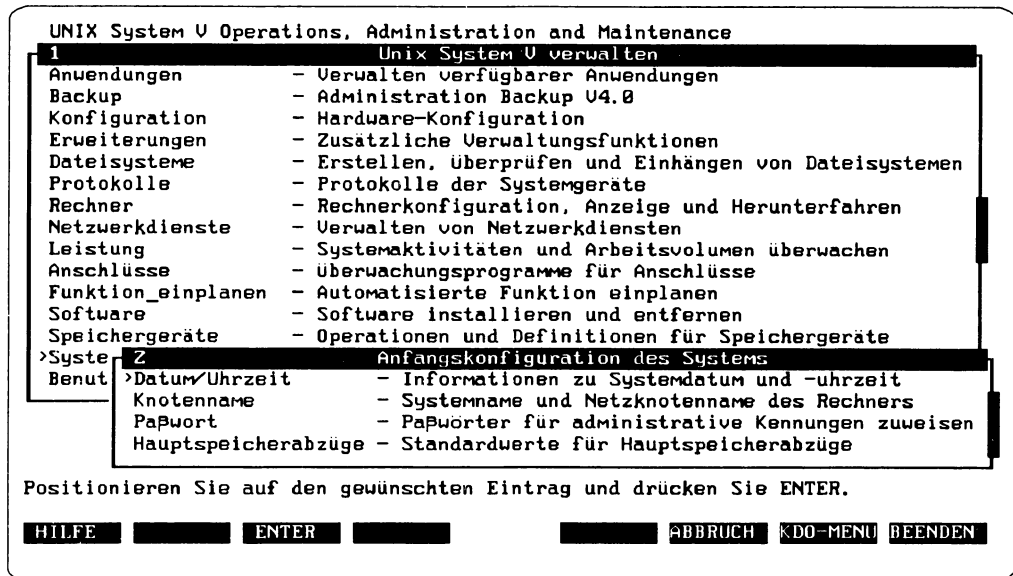 UNIX System V Operations, Administration and Maintenance
1 Unix System V verwalten
Anwendungen - Verwalten verfügbarer Anwendungen
Backup - Administration Backup V4.0
Konfiguration - Hardware-Konfiguration
Erweiterungen - Zusätzliche Verwaltungsfunktionen
Dateisysteme - Erstellen, überprüfen und Einhängen von Dateisystemen
Protokolle - Protokolle der Systemgeräte
Rechner - Rechnerkonfiguration, Anzeige und Herunterfahren
Netzwerkdienste - Verwalten von Netzwerkdiensten
Leistung - Systemaktivitäten und Arbeitsvolumen überwachen
Anschlüsse - überwachungsprogramme für Anschlüsse
Funktion_einplanen - Automatisierte Funktion einplanen
Software - Software installieren und entfernen
Speichergeräte - Operationen und Definitionen für Speichergeräte
>Syste
2 Anfangskonfiguration des Systems
Benut
>Datum/Uhrzeit - Informationen zu Systemdatum und -uhrzeit
Knotenname - Systemname und Netzknotenname des Rechners
Paßwort - Paßwörter für administrative Kennungen zuweisen
Hauptspeicherabzüge - Standardwerte für Hauptspeicherabzüge
Positionieren Sie auf den gewünschten Eintrag und drücken Sie ENTER.
HILFE ENTER ABBRUCH KDO-MENU BEENDEN